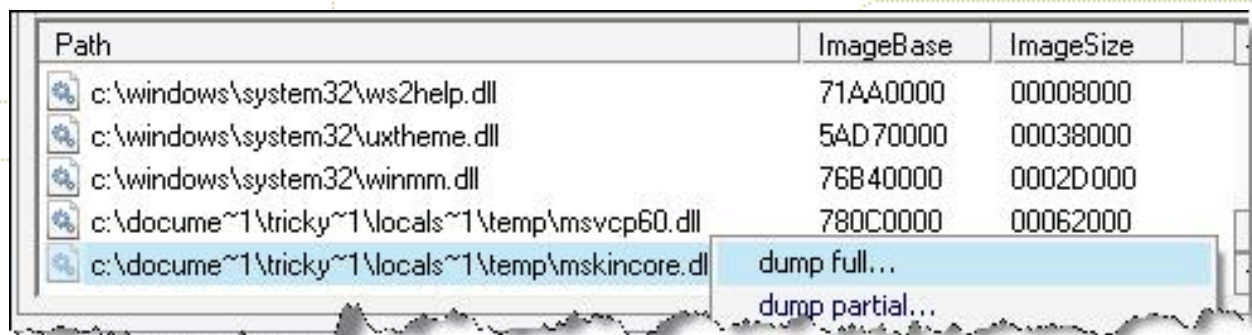 Path ImageBase ImageSize
c:\windows\system32\ws2help.dll 71AA0000 00008000
c:\windows\system32\uxtheme.dll 5AD70000 00038000
c:\windows\system32\winmm.dll 76B40000 0002D000
c:\docume~1\tricky~1\locals~1\temp\msvcp60.dll 780C0000 00062000
c:\docume~1\tricky~1\locals~1\temp\mskincore.dl dump full...
dump partial...